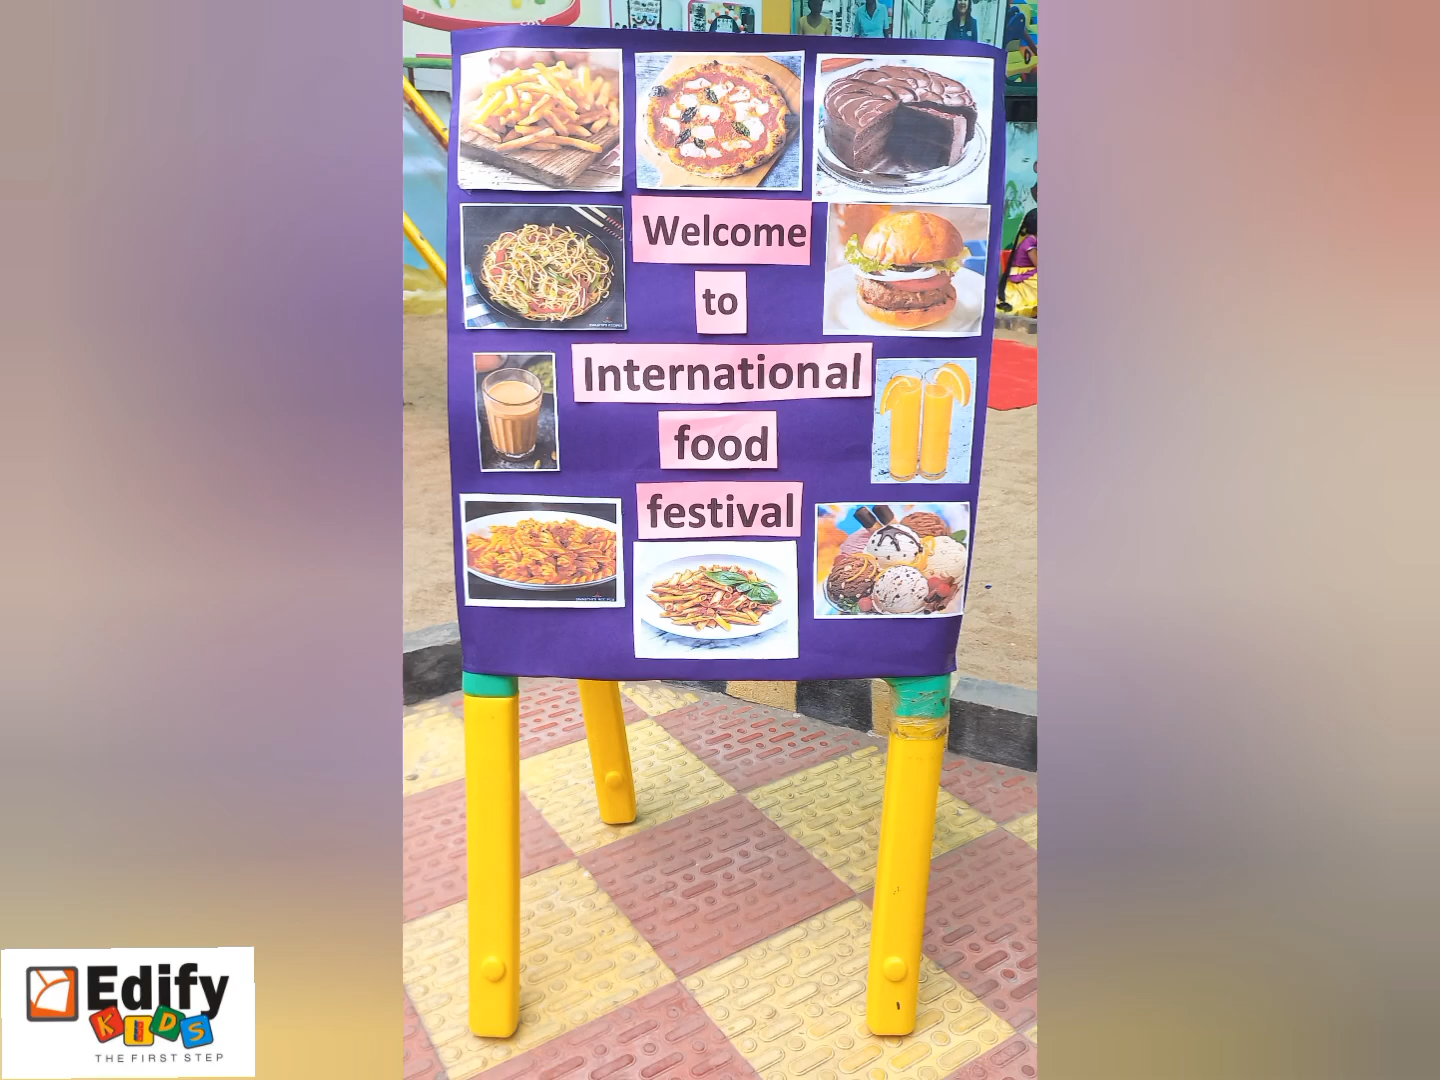 Welcome
to
International
food
festival
Edify
KIDS
THE FIRST STEP